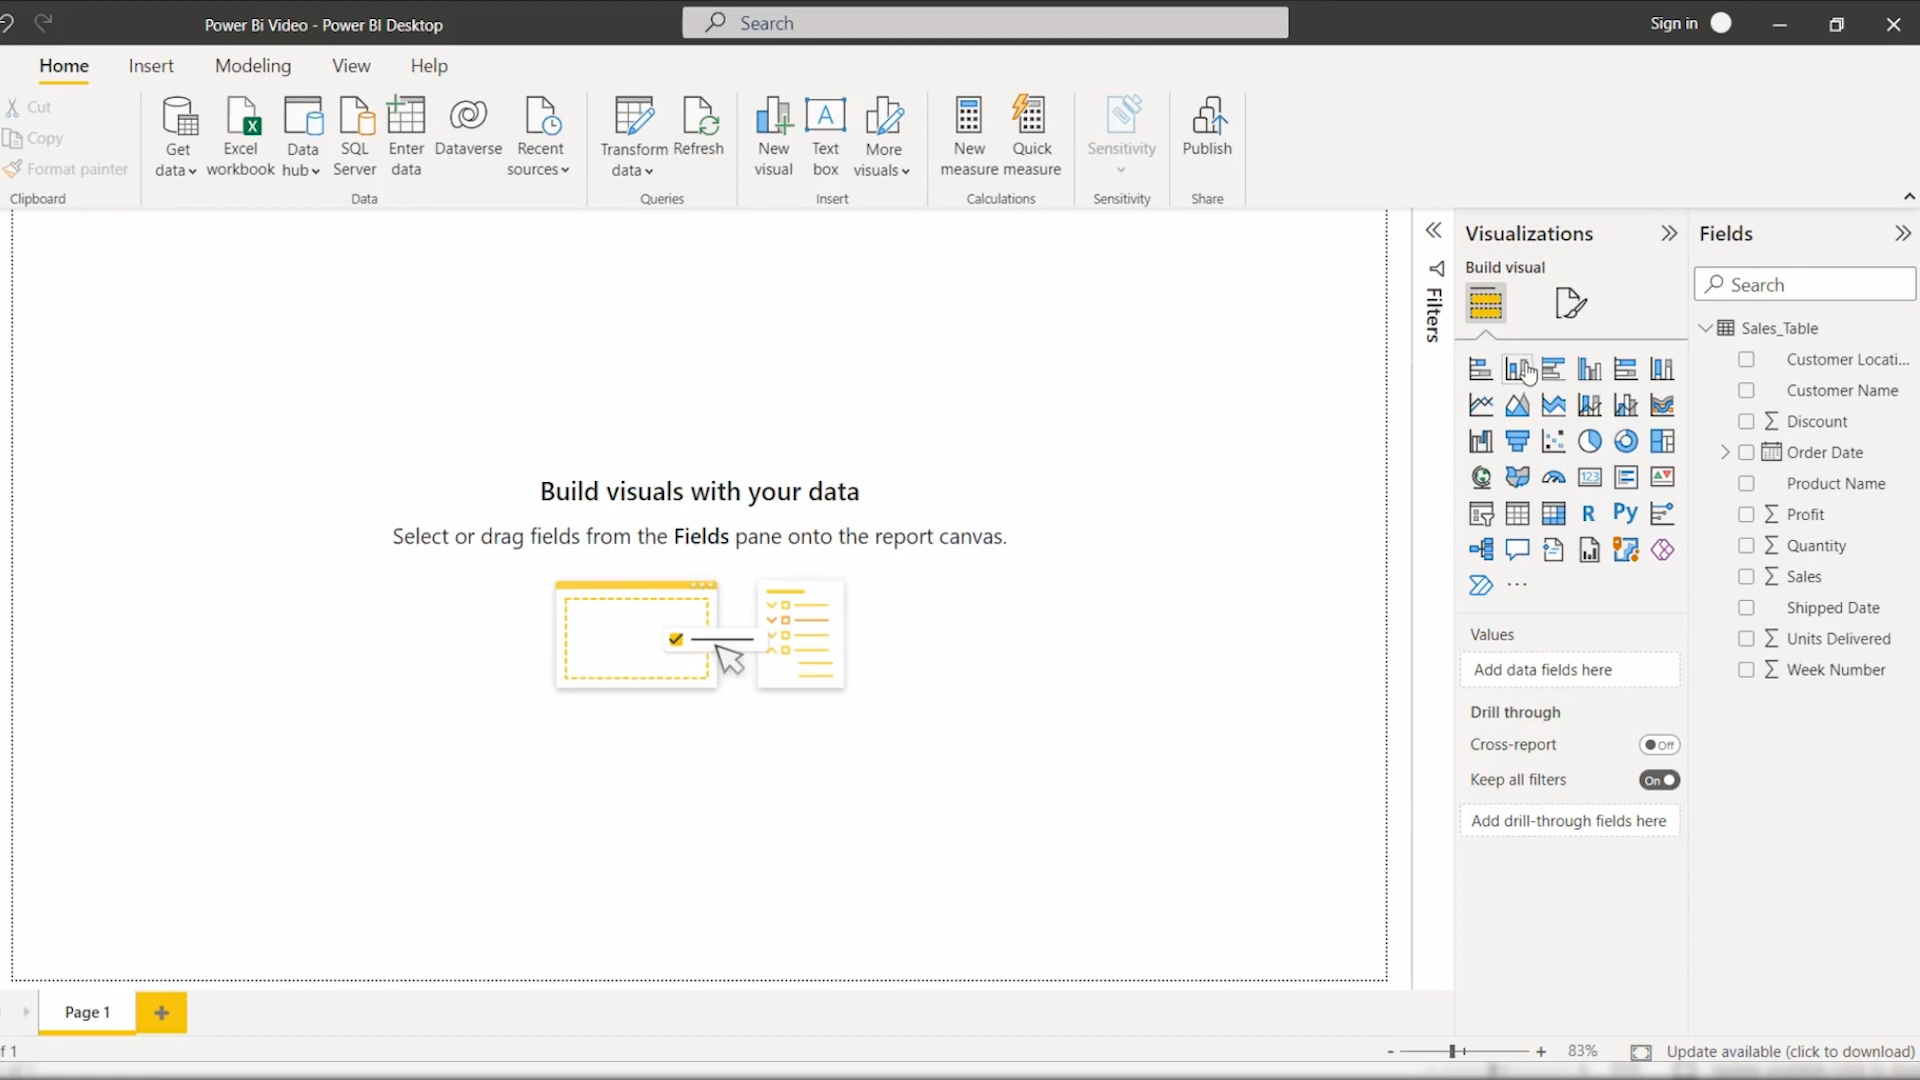 Power Bi Video - Power BI Desktop
Search
Sign in
Home Insert Modeling View Help
Cut
Copy
Format painter
Clipboard
Get data
Excel workbook
Data hub
SQL Server
Enter data
Dataverse
Recent sources
Data
Transform data
Refresh
Queries
New visual
Text box
More visuals
Insert
New measure
Quick measure
Calculations
Sensitivity
Sensitivity
Publish
Share
Build visuals with your data
Select or drag fields from the Fields pane onto the report canvas.
Filters
Visualizations
Build visual
123
R
Py
Values
Add data fields here
Drill through
Cross-report
Off
Keep all filters
On
Add drill-through fields here
Fields
Search
Sales_Table
Customer Locati...
Customer Name
Discount
Order Date
Product Name
Profit
Quantity
Sales
Shipped Date
Units Delivered
Week Number
Page 1
f 1
- + 83%
Update available (click to download)